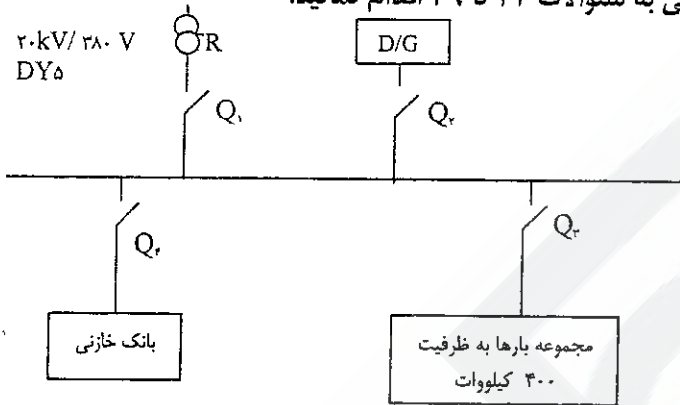 ۲۰kV/ ۳۸۰ V
DY۵
R
D/G
Q۱
Q۲
Q۴
Q۳
بانک خازنی
مجموعه بارها به ظرفیت
۴۰۰ کیلووات